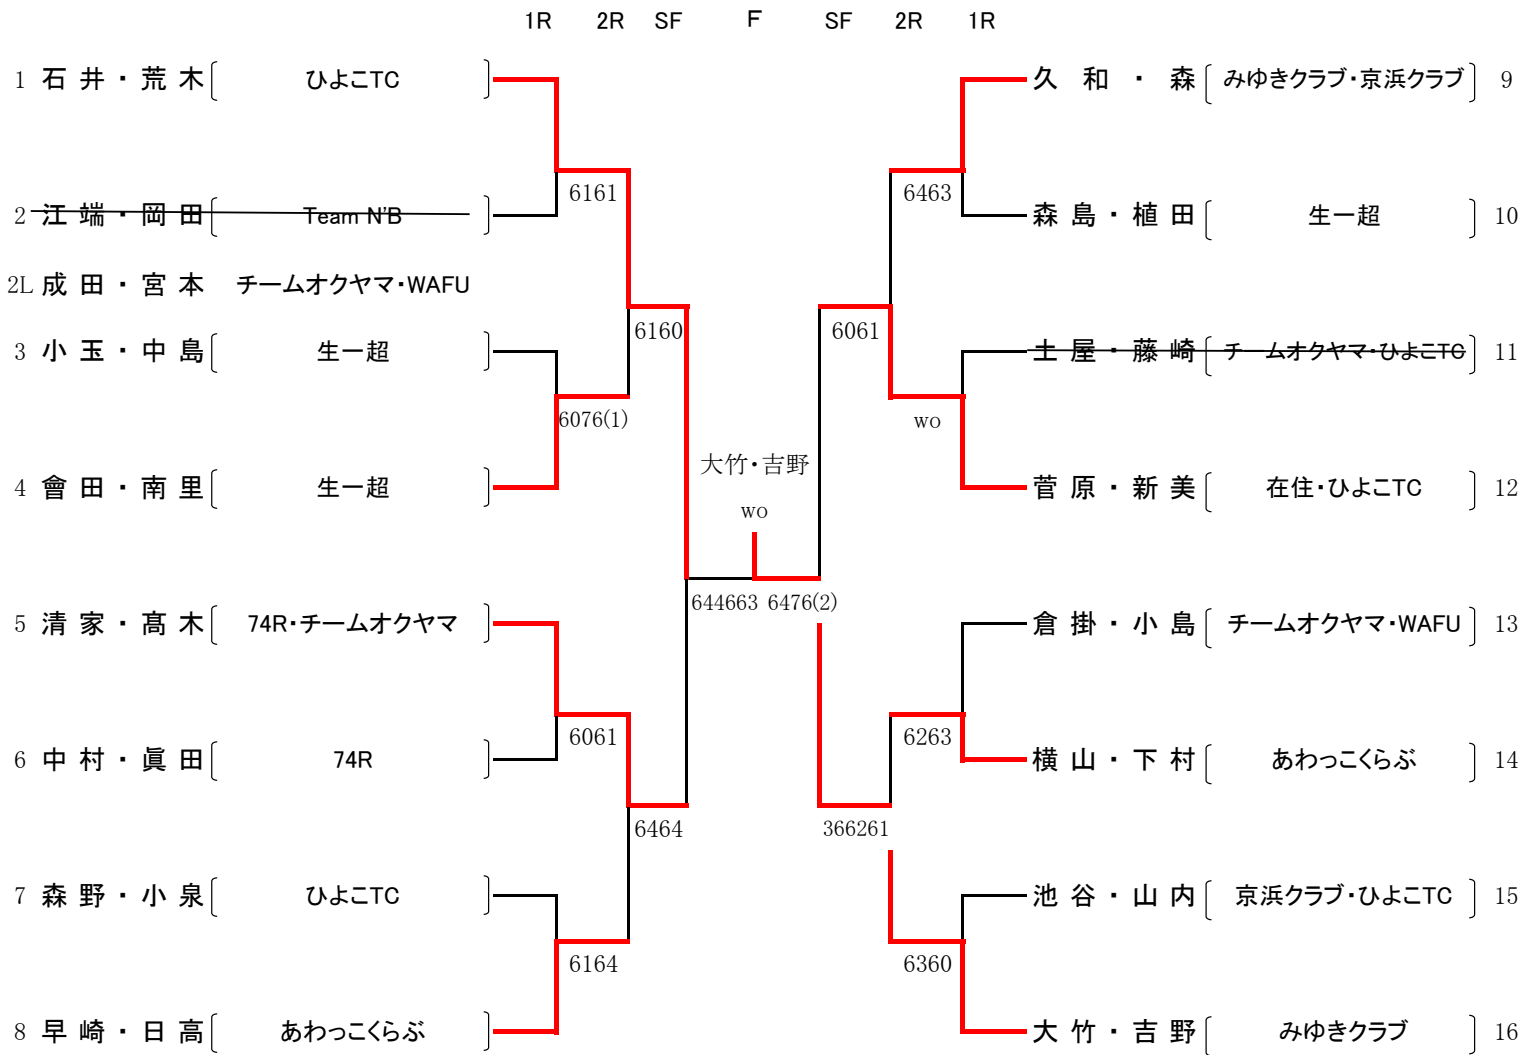 1R 2R SF F SF 2R 1R
1 石井・荒木 ひよこTC
久和・森 みゆきクラブ・京浜クラブ 9
6161
6463
2 江端・岡田 Team N'B
森島・植田 生一超 10
2L 成田・宮本 チームオクヤマ・WAFU
6160
6061
3 小玉・中島 生一超
土屋・藤崎 チームオクヤマ・ひよこTC 11
6076(1)
wo
大竹・吉野
4 會田・南里 生一超
菅原・新美 在住・ひよこTC 12
wo
644663 6476(2)
5 清家・髙木 74R・チームオクヤマ
倉掛・小島 チームオクヤマ・WAFU 13
6061
6263
6 中村・眞田 74R
横山・下村 あわっこくらぶ 14
6464
366261
7 森野・小泉 ひよこTC
池谷・山内 京浜クラブ・ひよこTC 15
6164
6360
8 早崎・日高 あわっこくらぶ
大竹・吉野 みゆきクラブ 16